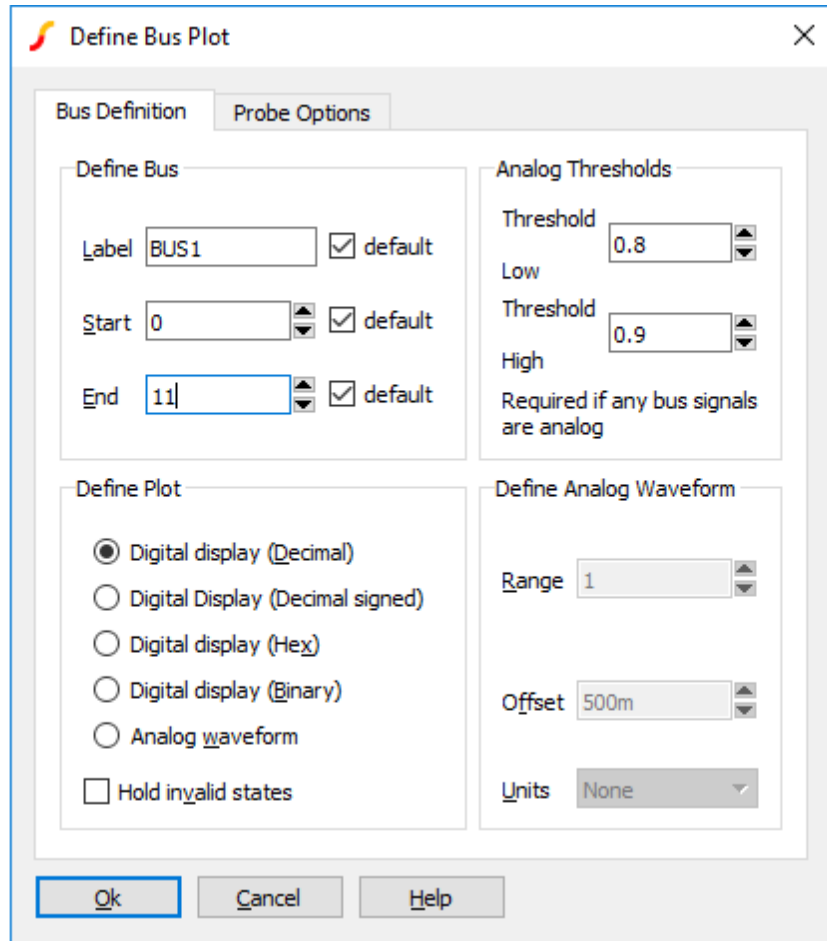 Define Bus Plot
Bus Definition
Probe Options
Define Bus
Label BUS1 default
Start 0 default
End 11 default
Analog Thresholds
Threshold
Low
0.8
Threshold
High
0.9
Required if any bus signals
are analog
Define Plot
Digital display (Decimal)
Digital Display (Decimal signed)
Digital display (Hex)
Digital display (Binary)
Analog waveform
Hold invalid states
Define Analog Waveform
Range 1
Offset 500m
Units None
Ok
Cancel
Help